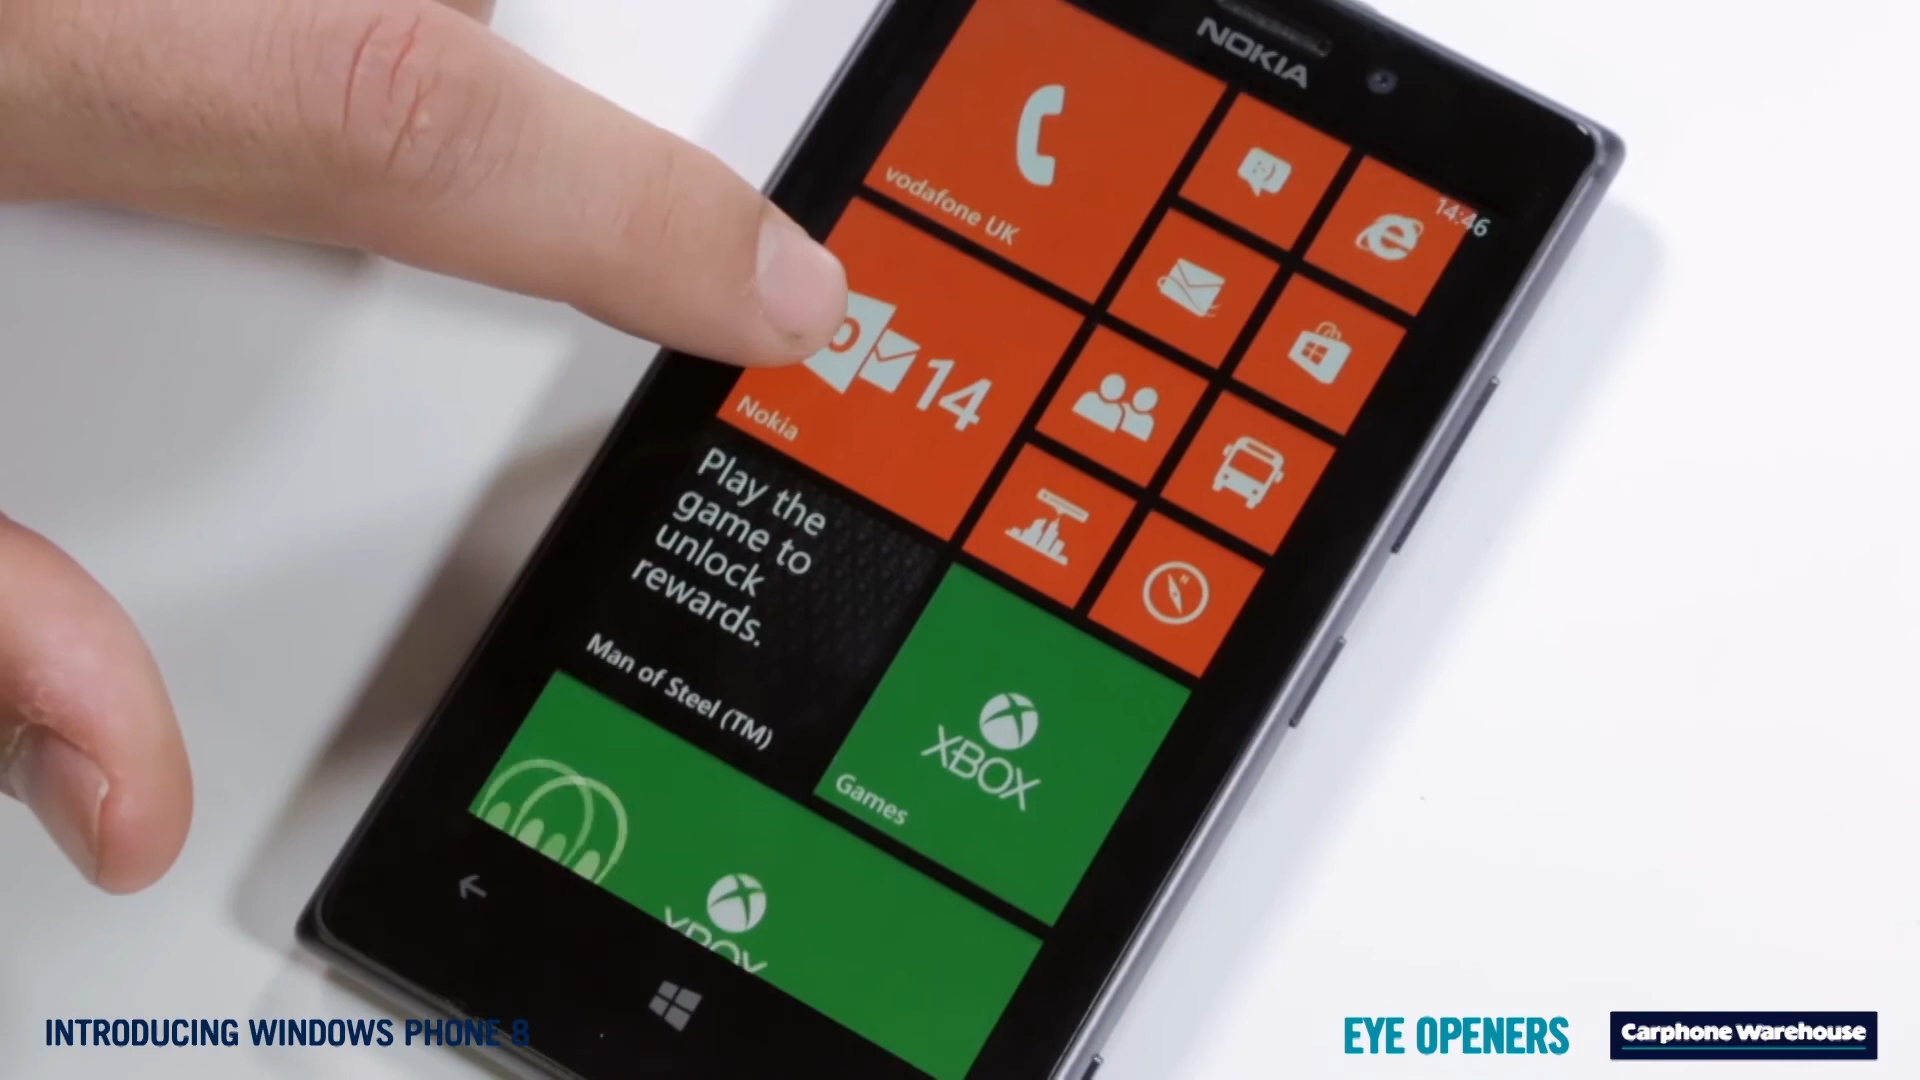 NOKIA
14:46
vodafone UK
14
Nokia
Play the
game to
unlock
rewards.
Man of Steel (TM)
XBOX
Games
XBOX
INTRODUCING WINDOWS PHONE 8
EYE OPENERS
Carphone Warehouse